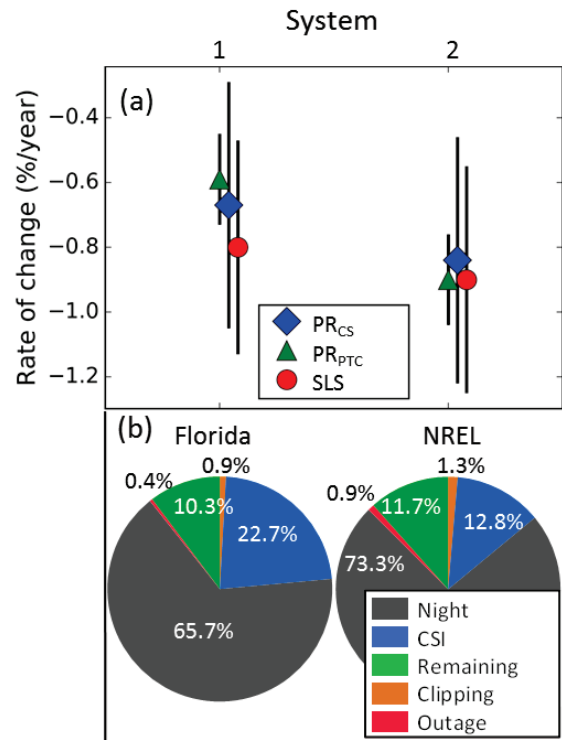 System
1 2
(a)
Rate of change (%/year)
−0.4
−0.6
−0.8
−1.0
−1.2
PRCS
PRPTC
SLS
(b)
Florida NREL
0.4% 0.9% 10.3% 22.7% 65.7%
0.9% 1.3% 11.7% 12.8% 73.3%
Night
CSI
Remaining
Clipping
Outage